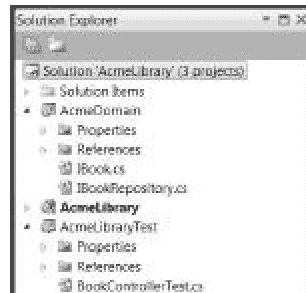 Solution Explorer
Solution 'AcmeLibrary' (3 projects)
Solution Items
AcmeDomain
Properties
References
IBook.cs
IBookRepository.cs
AcmeLibrary
AcmeLibraryTest
Properties
References
BookControllerTest.cs